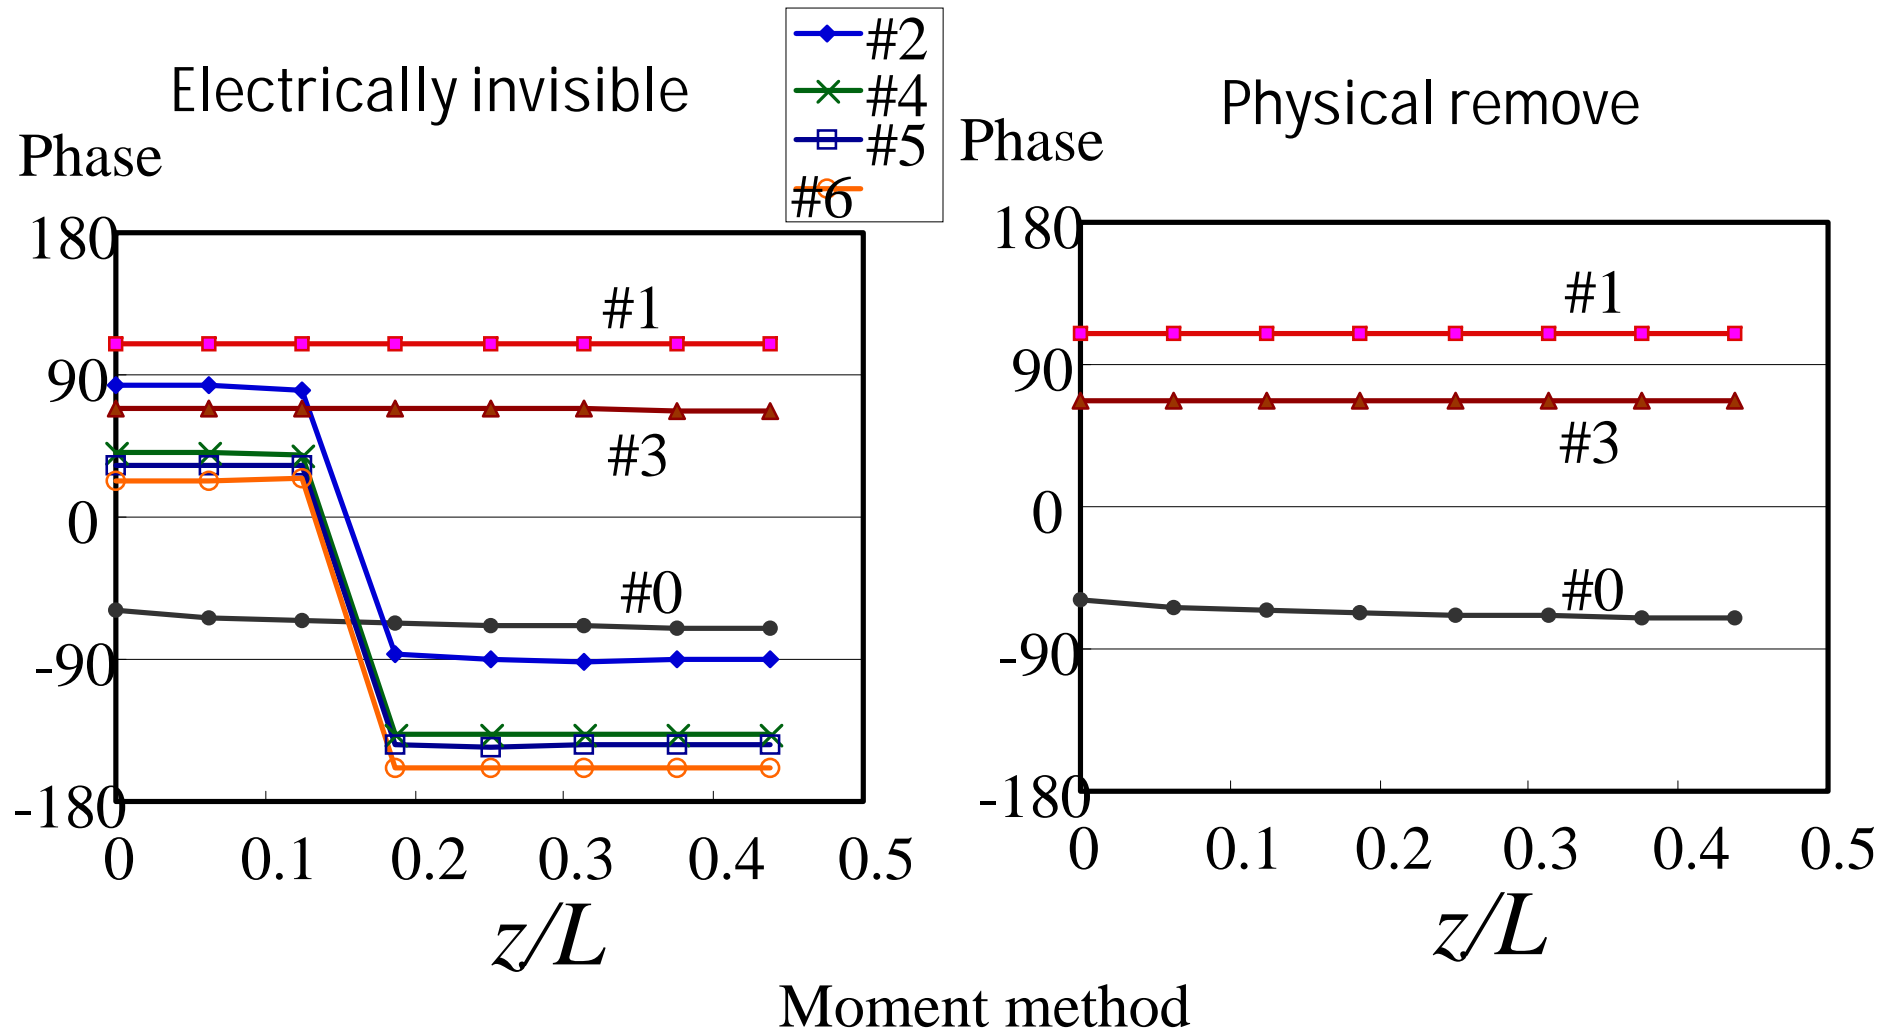 Electrically invisible
#2
#4
#5
#6
Phase
180
90
0
-90
-180
#1
#3
#0
0 0.1 0.2 0.3 0.4 0.5
z/L
Physical remove
Phase
180
90
0
-90
-180
#1
#3
#0
0 0.1 0.2 0.3 0.4 0.5
z/L
Moment method